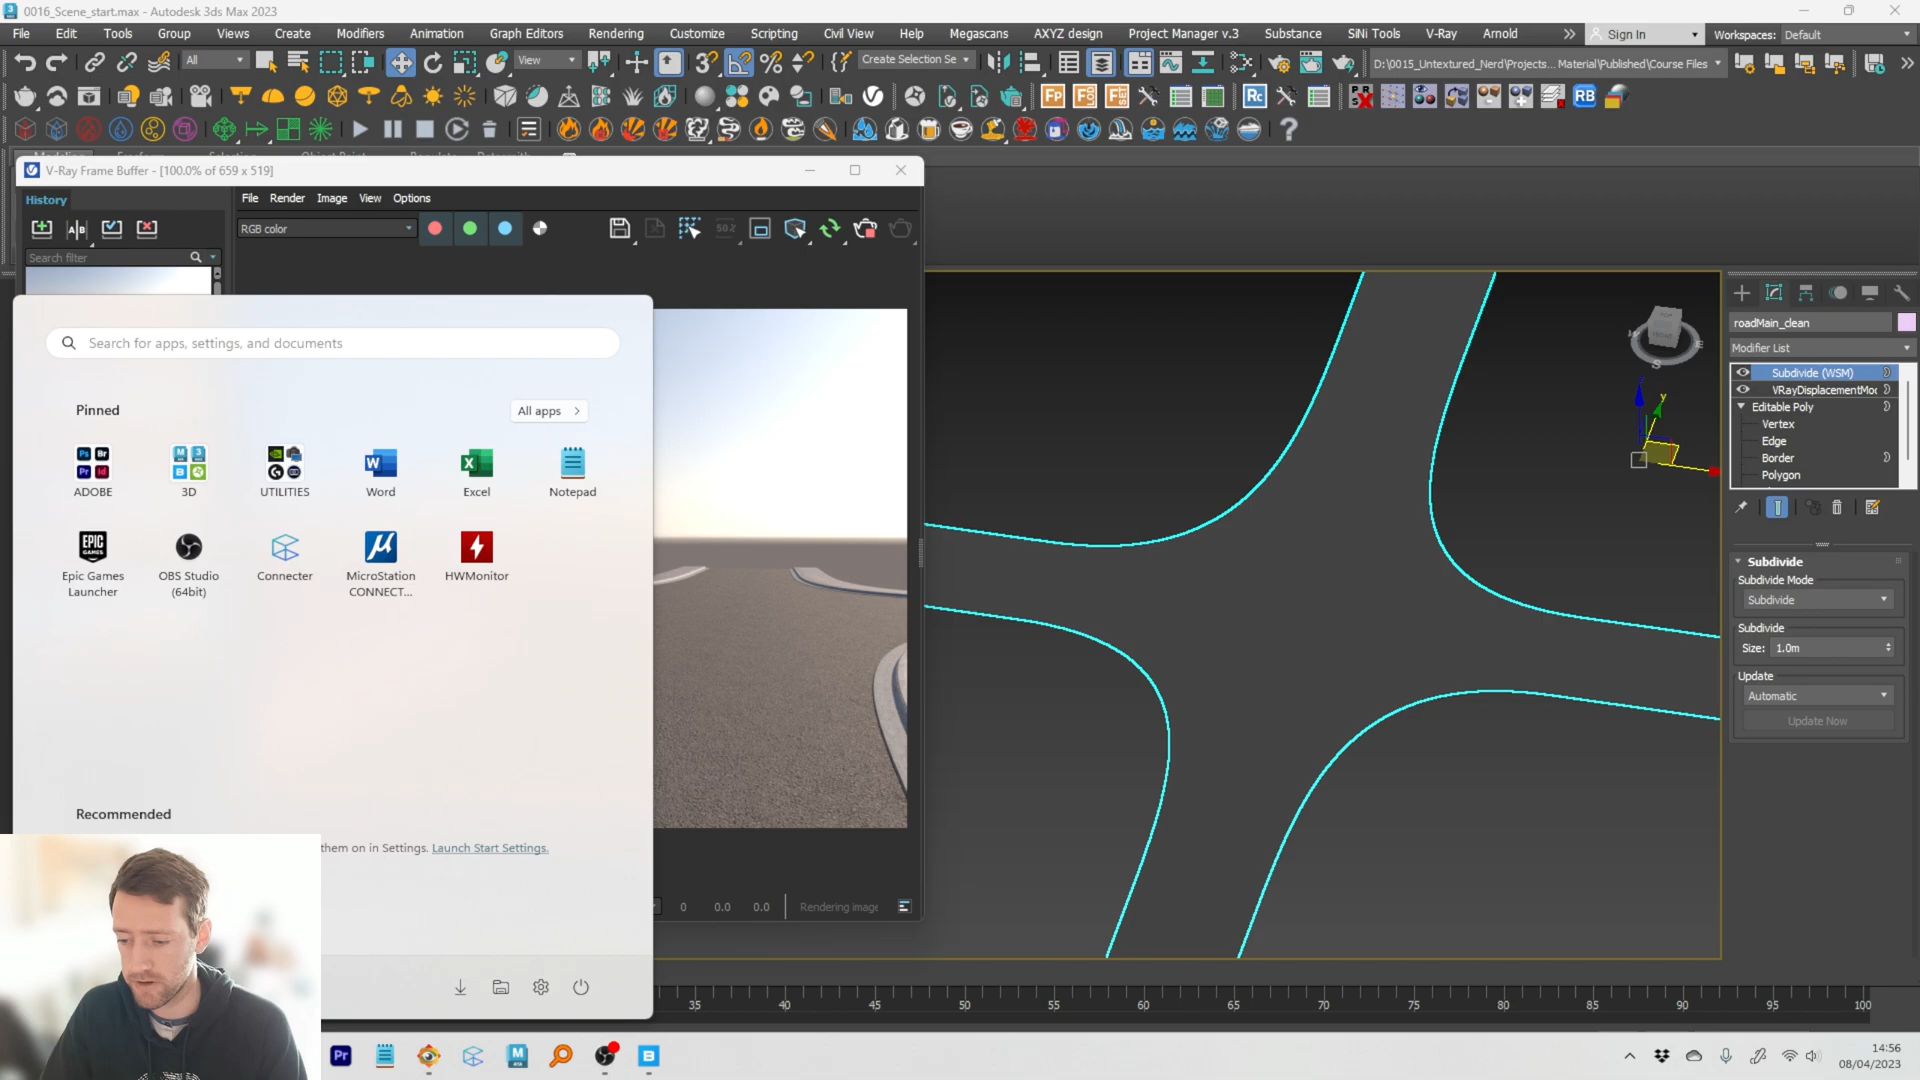 0016_Scene_start.max - Autodesk 3ds Max 2023
File Edit Tools Group Views Create Modifiers Animation Graph Editors Rendering Customize Scripting Civil View Help Megascans AXYZ design Project Manager v.3 Substance SiNi Tools V-Ray Arnold Sign In Workspaces: Default
All View Create Selection Se D:\0015_Untextured_Nerd\Projects... Material\Published\Course Files
V-Ray Frame Buffer - [100.0% of 659 x 519]
History File Render Image View Options
RGB color
Search filter
Search for apps, settings, and documents
Pinned All apps
ADOBE 3D UTILITIES Word Excel Notepad
Epic Games Launcher
OBS Studio (64bit)
Connecter
MicroStation CONNECT...
HWMonitor
Recommended
them on in Settings. Launch Start Settings.
0 0.0 0.0 Rendering image
roadMain_clean
Modifier List
Subdivide (WSM)
VRayDisplacementMod
Editable Poly
Vertex
Edge
Border
Polygon
Subdivide
Subdivide Mode
Subdivide
Subdivide
Size: 1.0m
Update
Automatic
Update Now
35 40 45 50 55 60 65 70 75 80 85 90 95 100
14:56
08/04/2023